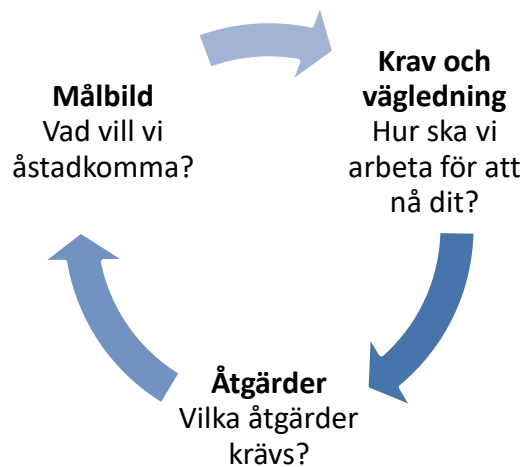 Målbild
Vad vill vi
åstadkomma?
Krav och
vägledning
Hur ska vi
arbeta för att
nå dit?
Åtgärder
Vilka åtgärder
krävs?